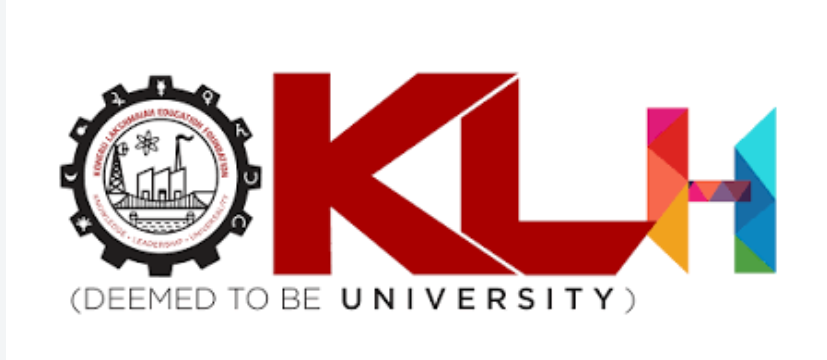 KONERU LAKSHMAIAH EDUCATION FOUNDATION
KNOWLEDGE • LEADERSHIP • UNIVERSALITY
KLH
(DEEMED TO BE UNIVERSITY)